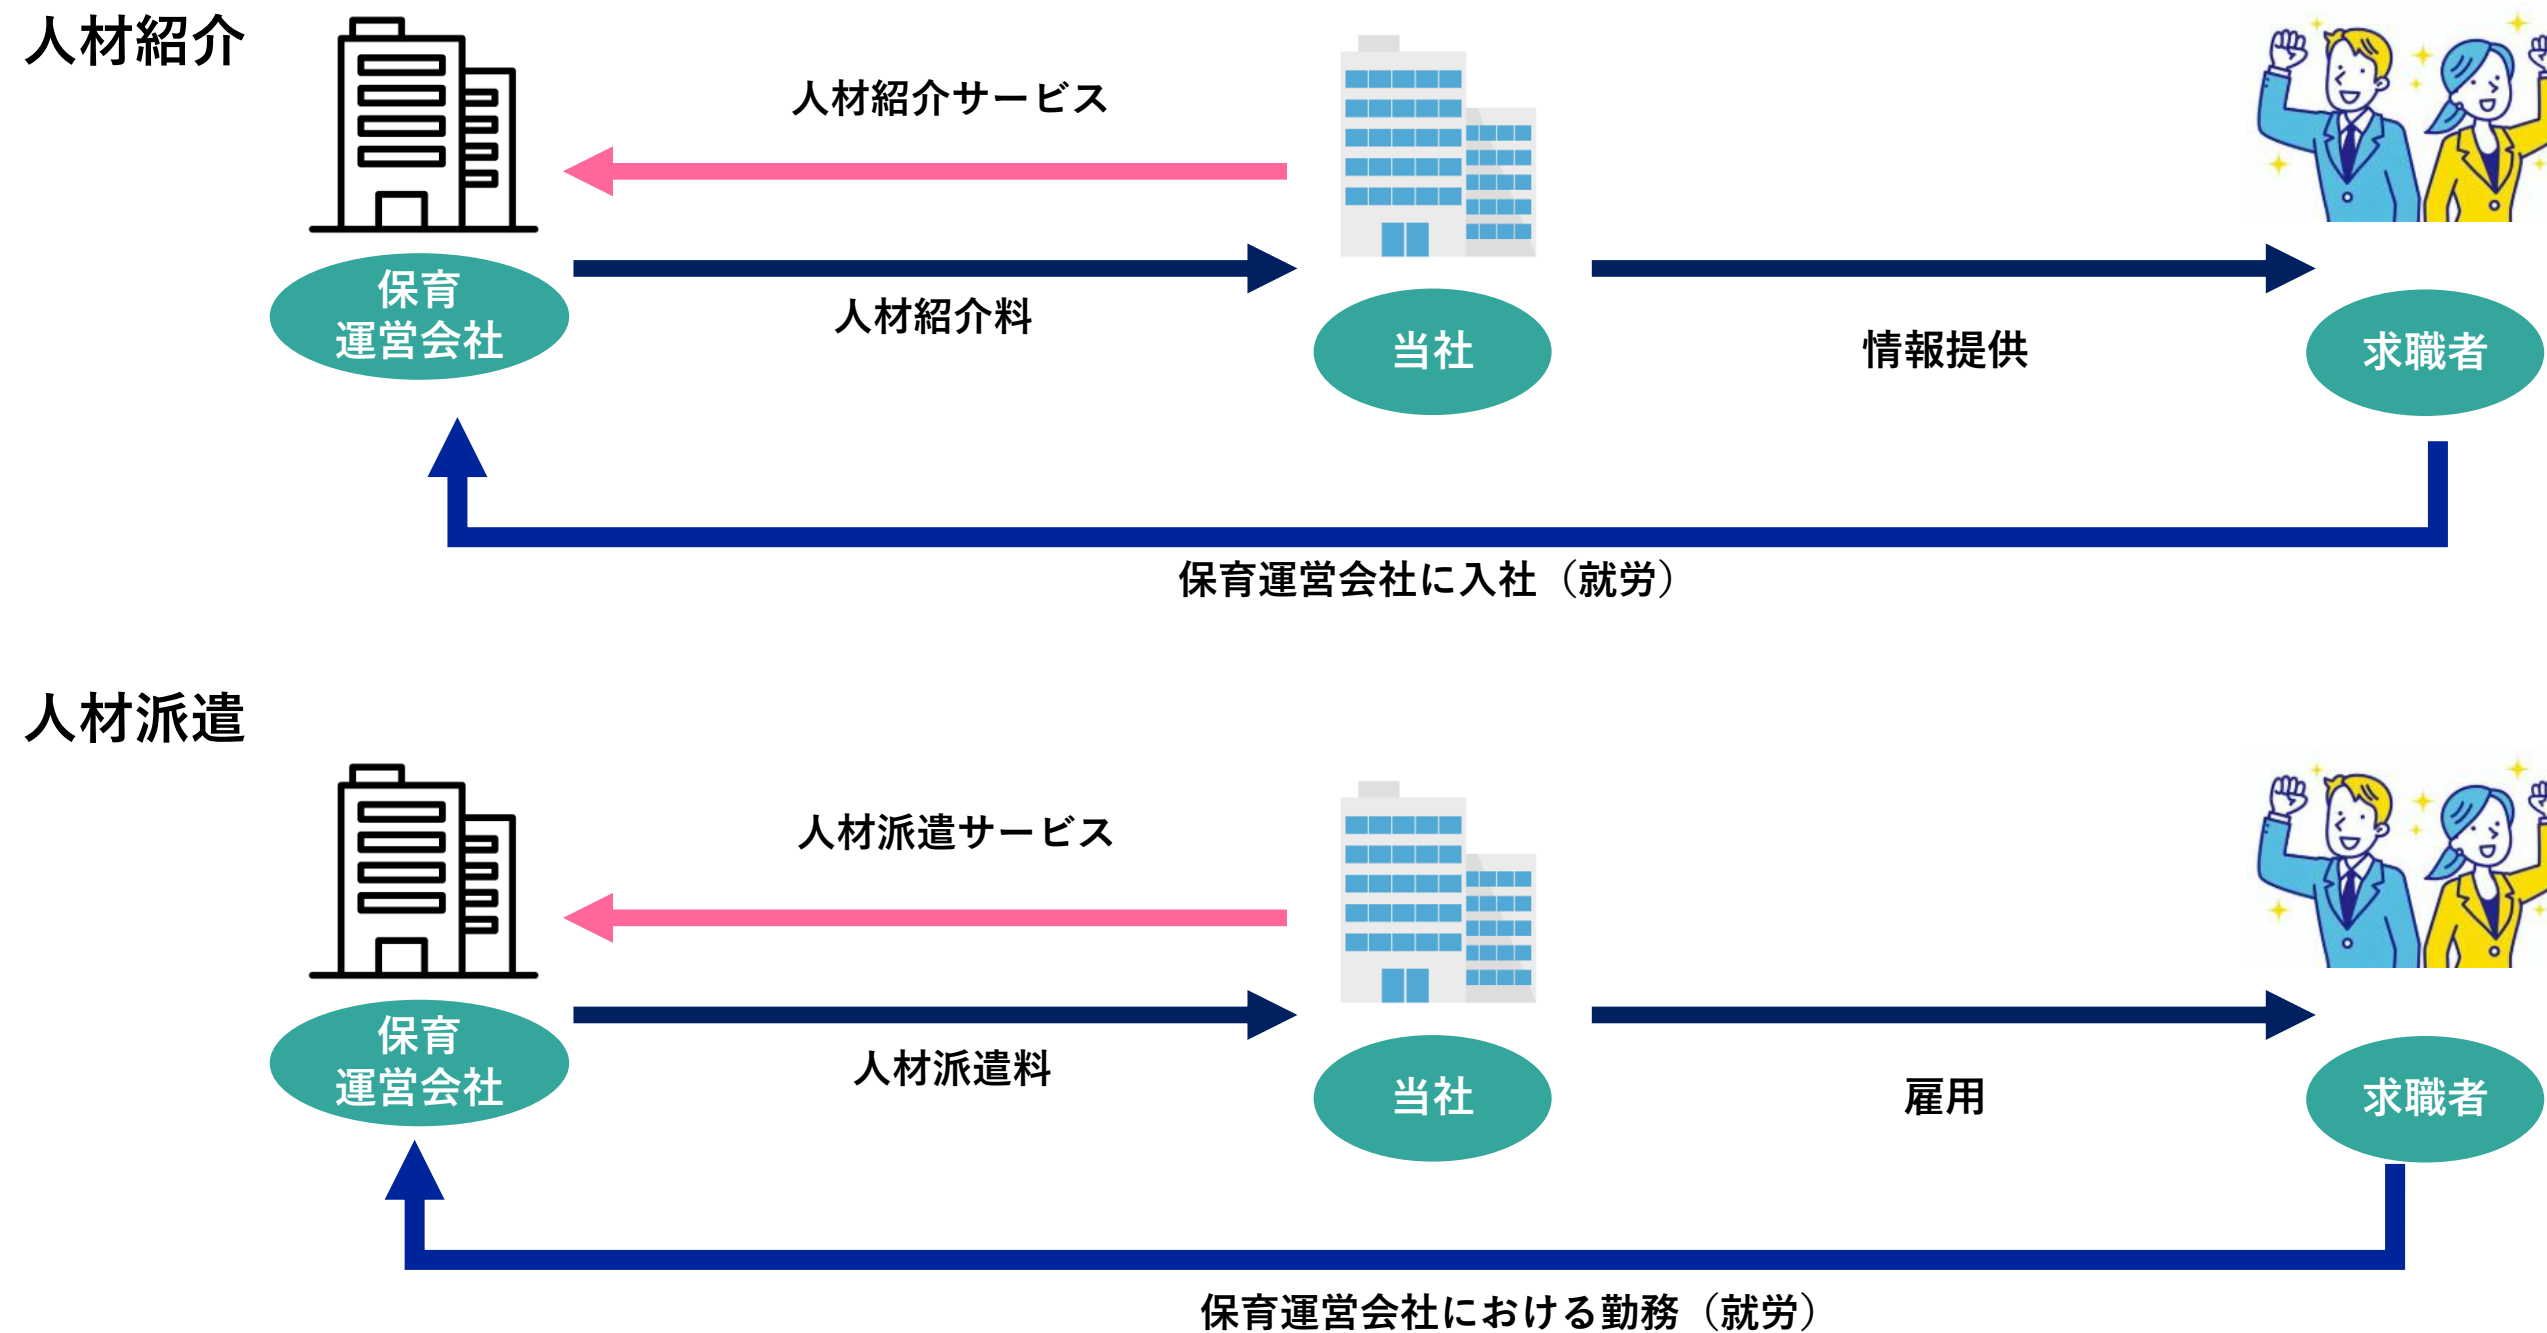 人材紹介
人材紹介サービス
保育
運営会社
人材紹介料
当社
情報提供
求職者
保育運営会社に入社（就労）
人材派遣
人材派遣サービス
保育
運営会社
人材派遣料
当社
雇用
求職者
保育運営会社における勤務（就労）